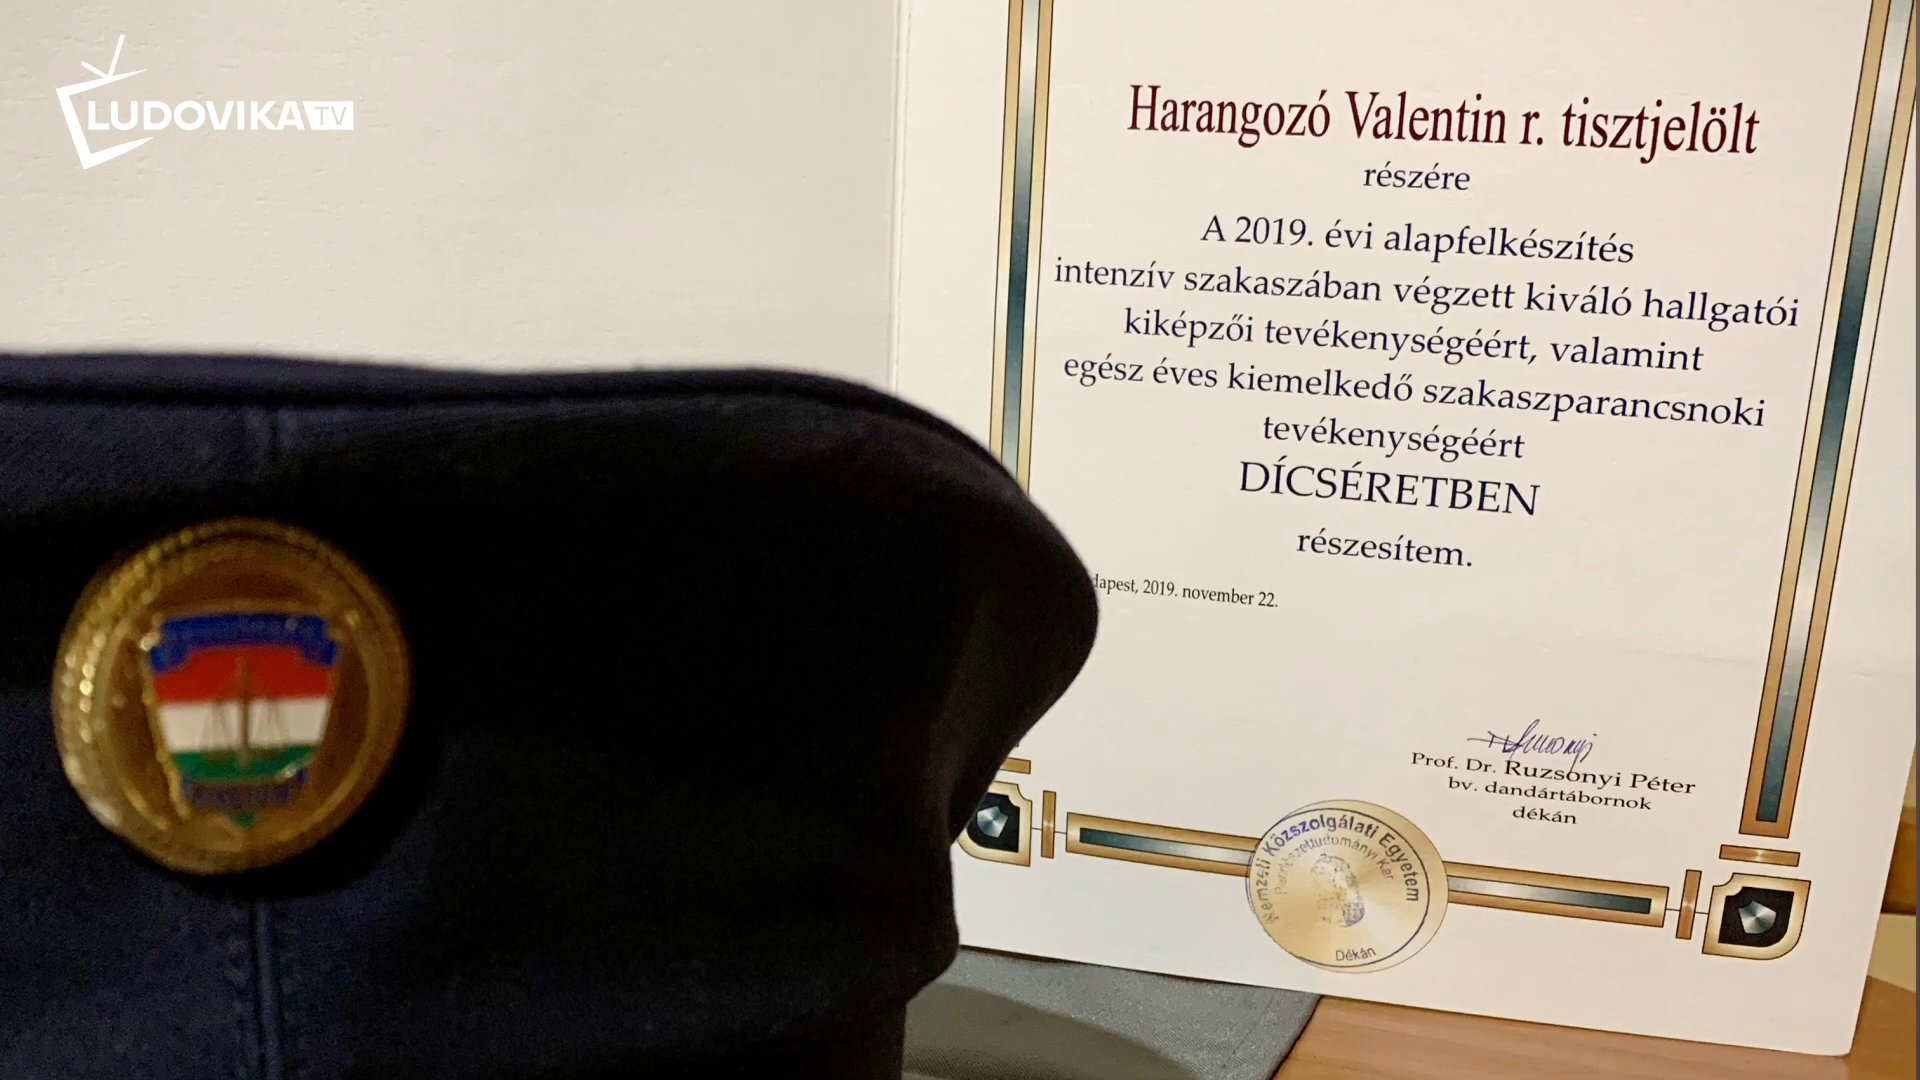 LUDOVIKA TV
Harangozó Valentin r. tisztjelölt
részére
A 2019. évi alapfelkészítés
intenzív szakaszában végzett kiváló hallgatói
kiképzői tevékenységéért, valamint
egész éves kiemelkedő szakaszparancsnoki
tevékenységéért
DÍCSÉRETBEN
részesítem.
dapest, 2019. november 22.
Prof. Dr. Ruzsonyi Péter
bv. dandártábornok
dékán
Nemzeti Közszolgálati Egyetem
Rendészettudományi Kar
Dékán